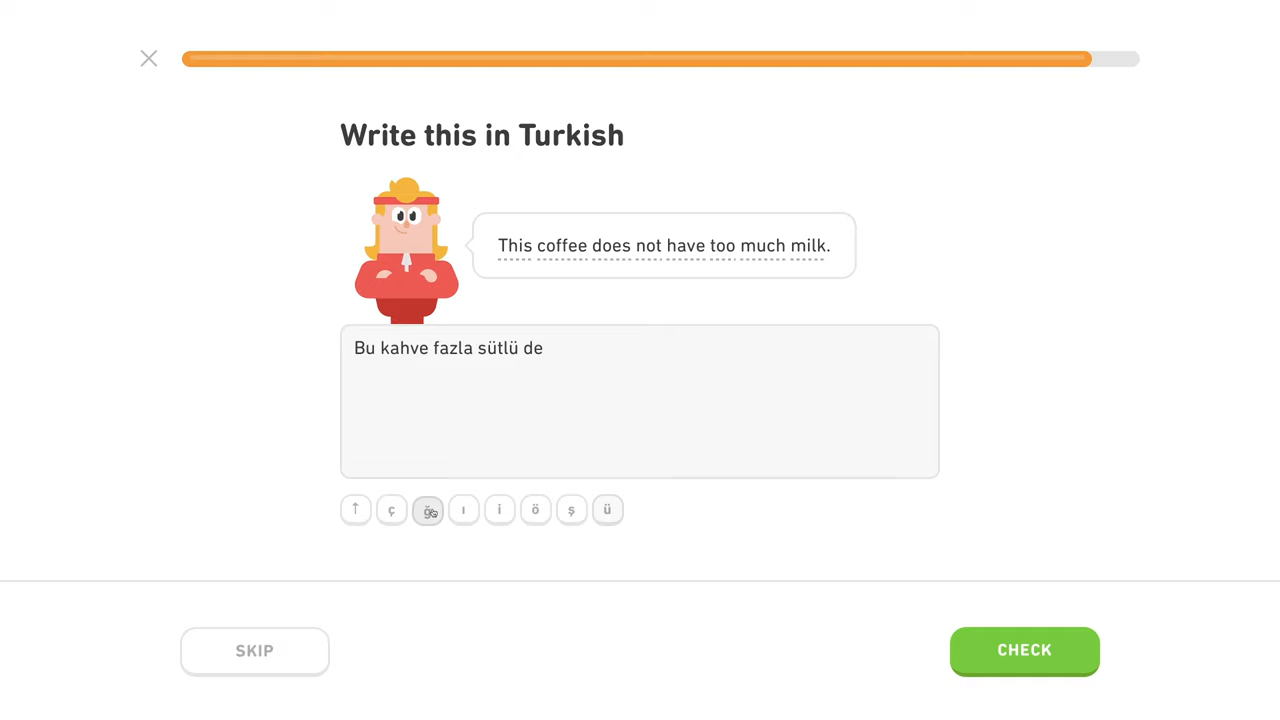 Write this in Turkish
This coffee does not have too much milk.
Bu kahve fazla sütlü de
↑ ç ğ ı i ö ş ü
SKIP
CHECK